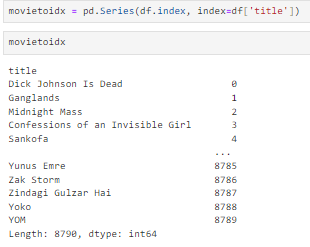 movietoidx = pd.Series(df.index, index=df['title'])
movietoidx
title
Dick Johnson Is Dead 0
Ganglands 1
Midnight Mass 2
Confessions of an Invisible Girl 3
Sankofa 4
...
Yunus Emre 8785
Zak Storm 8786
Zindagi Gulzar Hai 8787
Yoko 8788
YOM 8789
Length: 8790, dtype: int64